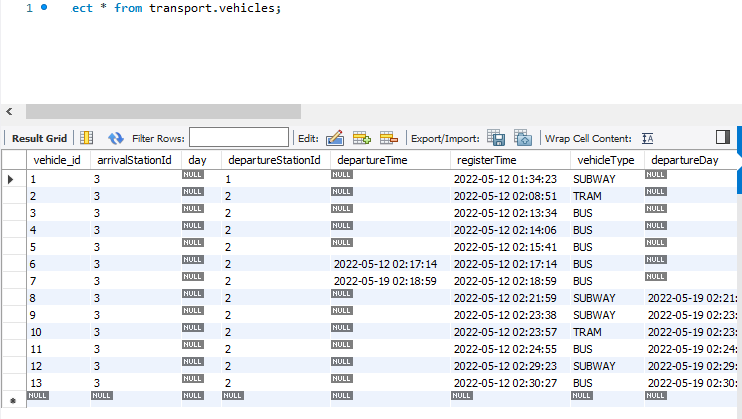 1 ect * from transport.vehicles;
Result Grid Filter Rows: Edit: Export/Import: Wrap Cell Content: IA
vehicle_id arrivalStationId day departureStationId departureTime registerTime vehicleType departureDay
1 3 NULL 1 NULL 2022-05-12 01:34:23 SUBWAY NULL
2 3 NULL 2 NULL 2022-05-12 02:08:51 TRAM NULL
3 3 NULL 2 NULL 2022-05-12 02:13:34 BUS NULL
4 3 NULL 2 NULL 2022-05-12 02:14:06 BUS NULL
5 3 NULL 2 NULL 2022-05-12 02:15:41 BUS NULL
6 3 NULL 2 2022-05-12 02:17:14 2022-05-12 02:17:14 BUS NULL
7 3 NULL 2 2022-05-19 02:18:59 2022-05-12 02:18:59 BUS NULL
8 3 NULL 2 NULL 2022-05-12 02:21:59 SUBWAY 2022-05-19 02:21:
9 3 NULL 2 NULL 2022-05-12 02:23:38 SUBWAY 2022-05-19 02:23:
10 3 NULL 2 NULL 2022-05-12 02:23:57 TRAM 2022-05-19 02:23:
11 3 NULL 2 NULL 2022-05-12 02:24:55 BUS 2022-05-19 02:24:
12 3 NULL 2 NULL 2022-05-12 02:29:23 SUBWAY 2022-05-19 02:29:
13 3 NULL 2 NULL 2022-05-12 02:30:27 BUS 2022-05-19 02:30:
NULL NULL NULL NULL NULL NULL NULL NULL